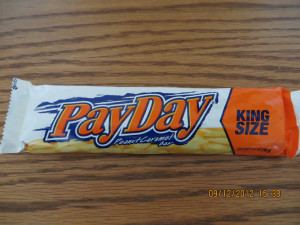 PayDay
Peanut Caramel
Bar
KING
SIZE
09/12/2012 15:33